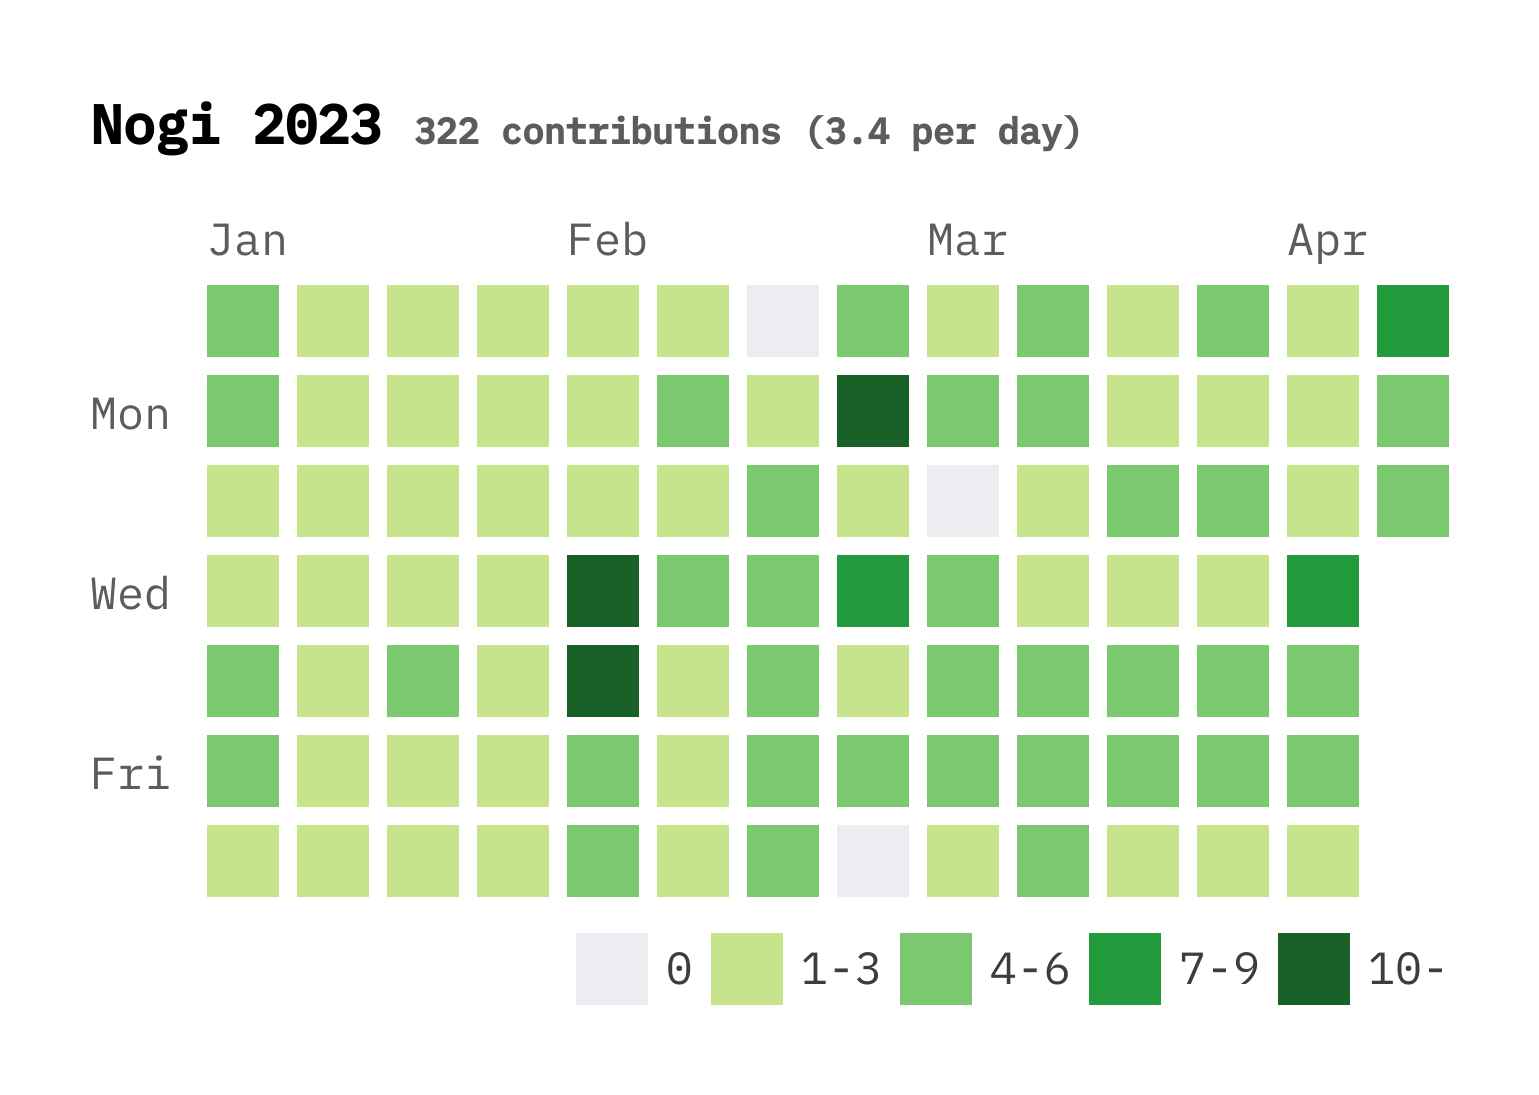 Nogi 2023 322 contributions (3.4 per day)
Jan Feb Mar Apr
Mon
Wed
Fri
0 1-3 4-6 7-9 10-